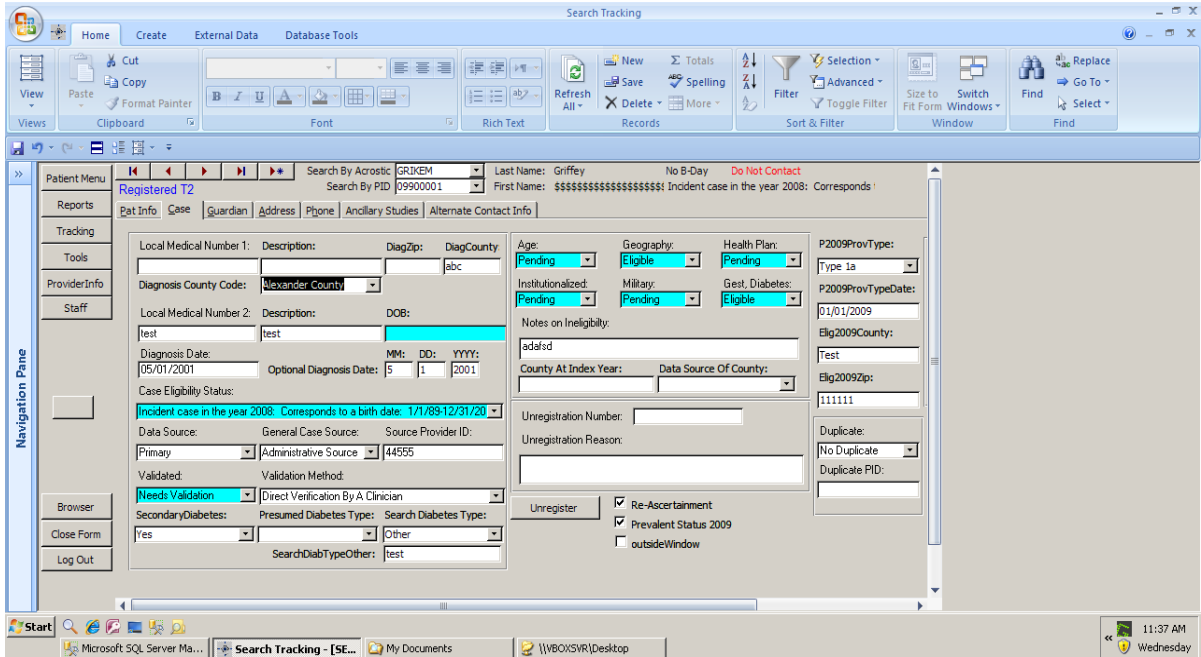 Search Tracking
Home Create External Data Database Tools
View
Paste
Cut
Copy
Format Painter
B I U A
ab
Refresh
All
New
Save
Delete
Σ Totals
ABC Spelling
More
A Z
Z A
Filter
Selection
Advanced
Toggle Filter
Size to
Fit Form
Switch
Windows
Find
Replace
Go To
Select
Views Clipboard Font Rich Text Records Sort & Filter Window Find
Navigation Pane
Patient Menu
Reports
Tracking
Tools
ProviderInfo
Staff
Browser
Close Form
Log Out
Search By Acrostic GRIKEM Last Name: Griffey No B-Day Do Not Contact
Registered T2 Search By PID 09900001 First Name: $$$$$$$$$$$$$$$$$$$$: Incident case in the year 2008: Corresponds
Pat Info Case Guardian Address Phone Ancillary Studies Alternate Contact Info
Local Medical Number 1: Description: DiagZip: DiagCounty
abc
Diagnosis County Code: Alexander County
Local Medical Number 2: Description: DOB:
test test
Diagnosis Date: MM: DD: YYYY:
05/01/2001 Optional Diagnosis Date: 5 1 2001
Case Eligibility Status:
Incident case in the year 2008: Corresponds to a birth date: 1/1/89-12/31/20
Data Source: General Case Source: Source Provider ID:
Primary Administrative Source 44555
Validated: Validation Method:
Needs Validation Direct Verification By A Clinician
SecondaryDiabetes: Presumed Diabetes Type: Search Diabetes Type:
Yes Other
SearchDiabTypeOther: test
Age: Geography: Health Plan:
Pending Eligible Pending
Institutionalized: Military: Gest, Diabetes:
Pending Pending Eligible
Notes on Ineligibilty:
adafsd
County At Index Year: Data Source Of County:
Unregistration Number:
Unregistration Reason:
Unregister
Re-Ascertainment
Prevalent Status 2009
outsideWindow
P2009ProvType:
Type 1a
P2009ProvTypeDate:
01/01/2009
Elig2009County:
Test
Elig2009Zip:
111111
Duplicate:
No Duplicate
Duplicate PID:
Start
Microsoft SQL Server Ma... Search Tracking - [SE... My Documents \\VBOXSVR\Desktop
11:37 AM
Wednesday